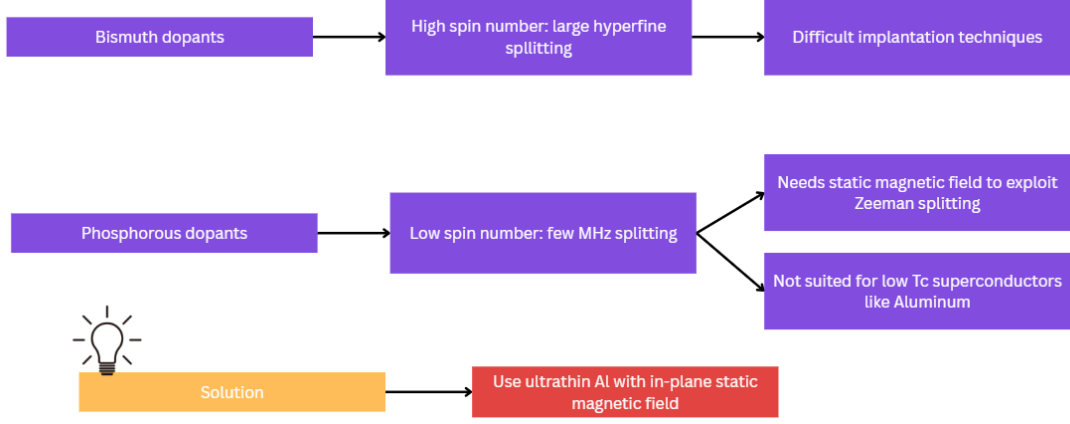 Bismuth dopants
High spin number: large hyperfine
spllitting
Difficult implantation techniques
Phosphorous dopants
Low spin number: few MHz splitting
Needs static magnetic field to exploit
Zeeman splitting
Not suited for low Tc superconductors
like Aluminum
Solution
Use ultrathin Al with in-plane static
magnetic field